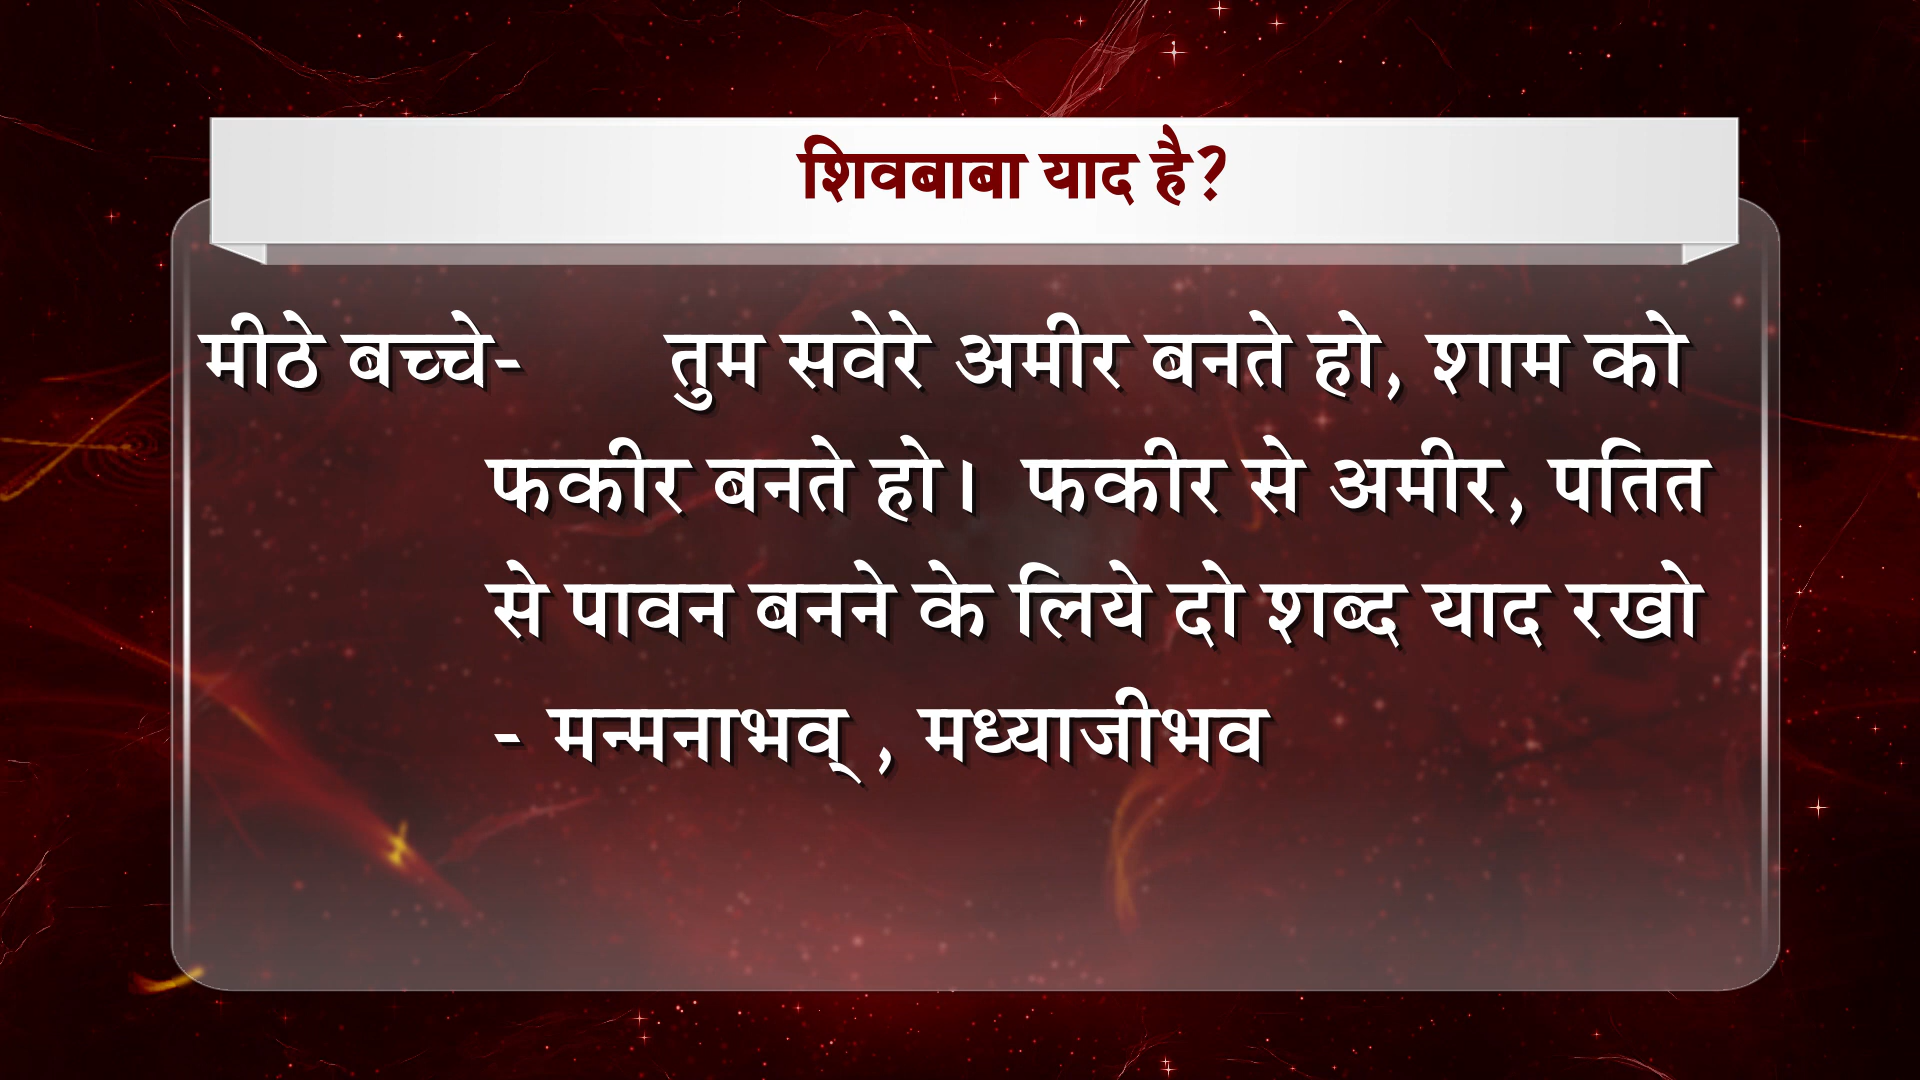 शिवबाबा याद है?
मीठे बच्चे- तुम सवेरे अमीर बनते हो, शाम को
फकीर बनते हो। फकीर से अमीर, पतित
से पावन बनने के लिये दो शब्द याद रखो
- मन्मनाभव् , मध्याजीभव